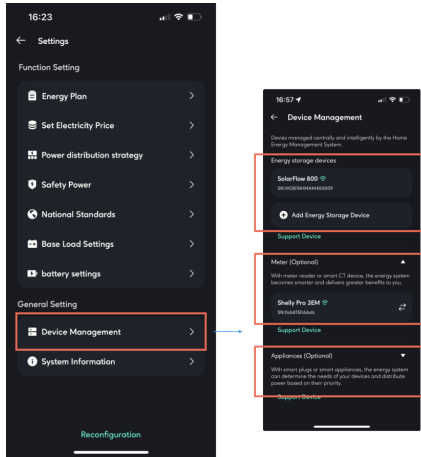 16:23
Settings
Function Setting
Energy Plan
Set Electricity Price
Power distribution strategy
Safety Power
National Standards
Base Load Settings
battery settings
General Setting
Device Management
System Information
Reconfiguration
16:57
Device Management
Devies managed centrally and intelligently by the Home
Energy Management System.
Energy storage devices
SolarFlow 800
Add Energy Storage Device
Support Device
Meter (Optional)
With meter reader or smart CT device, the energy system
becomes smarter and delivers greater benefits to you.
Shelly Pro 3EM
Support Device
Appliances (Optional)
With smart plugs or smart appliances, the energy system
can determine the needs of your devices and distribute
power based on their priority.
Support Device